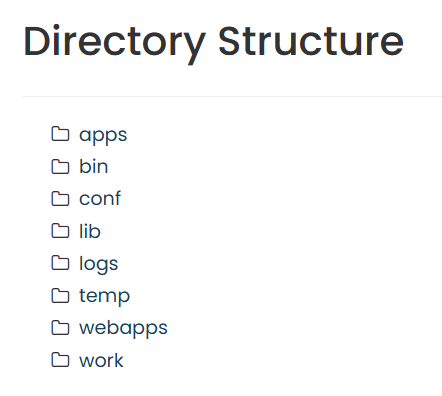 Directory Structure
apps
bin
conf
lib
logs
temp
webapps
work